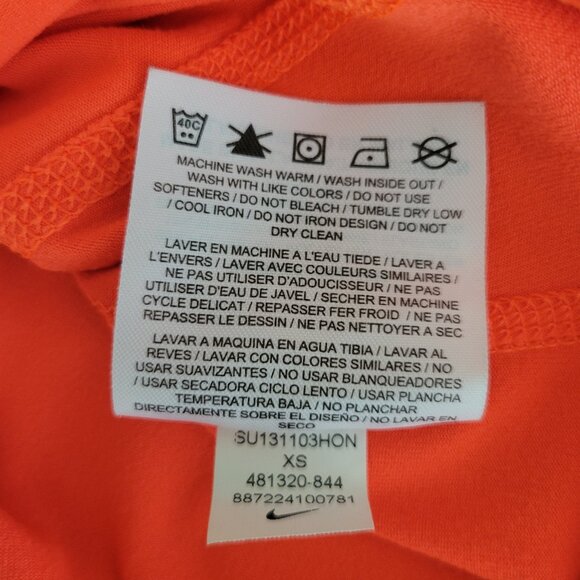 40C
MACHINE WASH WARM / WASH INSIDE OUT /
WASH WITH LIKE COLORS / DO NOT USE
SOFTENERS / DO NOT BLEACH / TUMBLE DRY LOW
/ COOL IRON / DO NOT IRON DESIGN / DO NOT
DRY CLEAN
LAVER EN MACHINE A L'EAU TIEDE / LAVER A
L'ENVERS / LAVER AVEC COULEURS SIMILAIRES /
NE PAS UTILISER D'ADOUCISSEUR / NE PAS
UTILISER D'EAU DE JAVEL / SECHER EN MACHINE
CYCLE DELICAT / REPASSER FER FROID / NE PAS
REPASSER LE DESSIN / NE PAS NETTOYER A SEC
LAVAR A MAQUINA EN AGUA TIBIA / LAVAR AL
REVES / LAVAR CON COLORES SIMILARES / NO
USAR SUAVIZANTES / NO USAR BLANQUEADORES
/ USAR SECADORA CICLO LENTO / USAR PLANCHA
TEMPERATURA BAJA / NO PLANCHAR
DIRECTAMENTE SOBRE EL DISEÑO / NO LAVAR EN
SECO
SU131103HON
XS
481320-844
887224100781